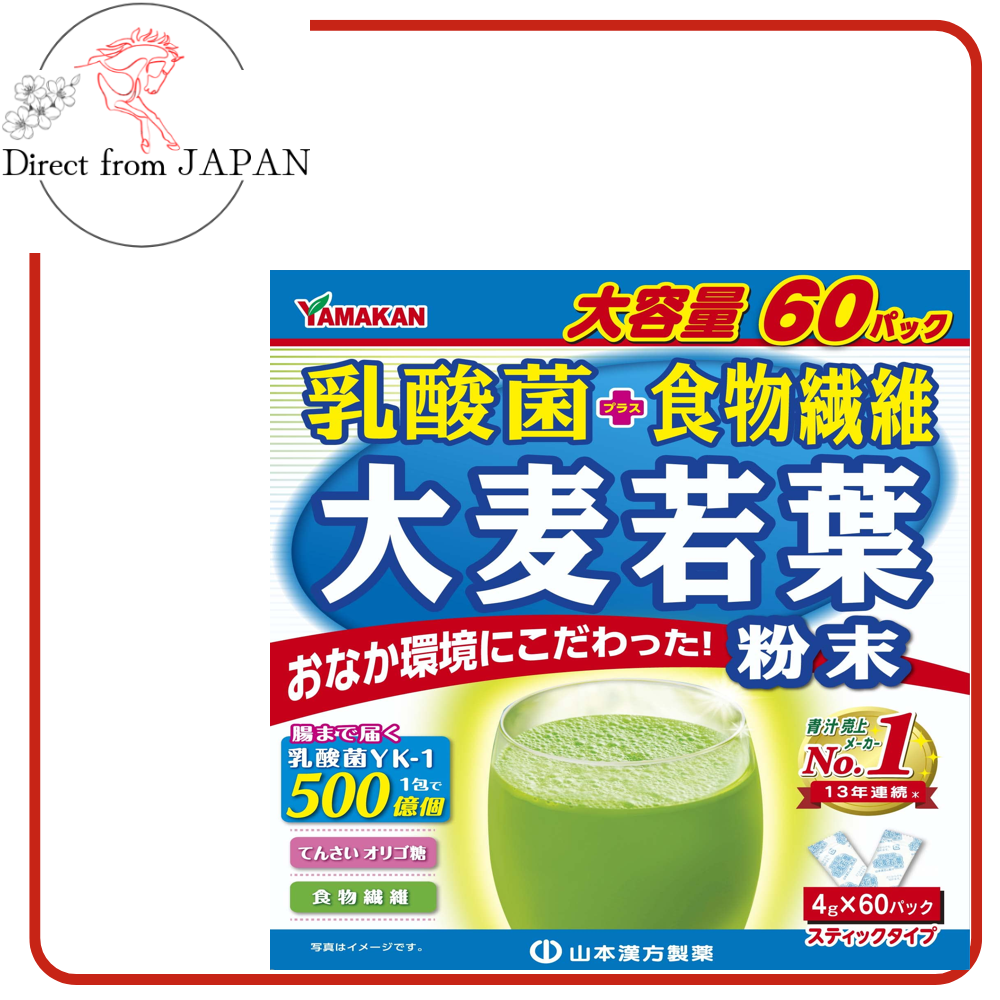 Direct from JAPAN
YAMAKAN
大容量 60パック
乳酸菌 プラス 食物繊維
大麦若葉
粉末
おなか環境にこだわった!
腸まで届く
乳酸菌YK-1
1包で
500億個
てんさい オリゴ糖
食物繊維
青汁売上
メーカー
No.1
13年連続*
4g×60パック
スティックタイプ
写真はイメージです。
山本漢方製薬